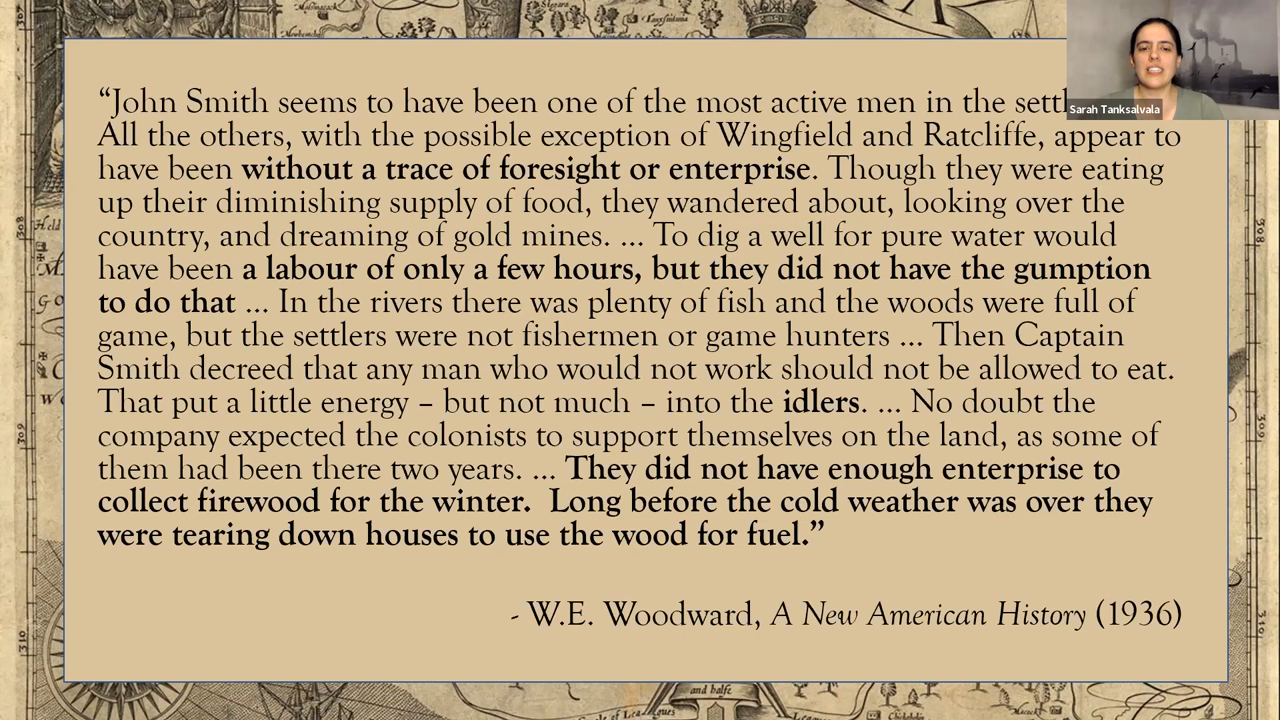 “John Smith seems to have been one of the most active men in the
Sarah Tanksalvala
All the others, with the possible exception of Wingfield and Ratcliffe, appear to
have been without a trace of foresight or enterprise. Though they were eating
up their diminishing supply of food, they wandered about, looking over the
country, and dreaming of gold mines. ... To dig a well for pure water would
have been a labour of only a few hours, but they did not have the gumption
to do that ... In the rivers there was plenty of fish and the woods were full of
game, but the settlers were not fishermen or game hunters ... Then Captain
Smith decreed that any man who would not work should not be allowed to eat.
That put a little energy – but not much – into the idlers. ... No doubt the
company expected the colonists to support themselves on the land, as some of
them had been there two years. ... They did not have enough enterprise to
collect firewood for the winter.  Long before the cold weather was over they
were tearing down houses to use the wood for fuel.”
- W.E. Woodward, A New American History (1936)
and halfe